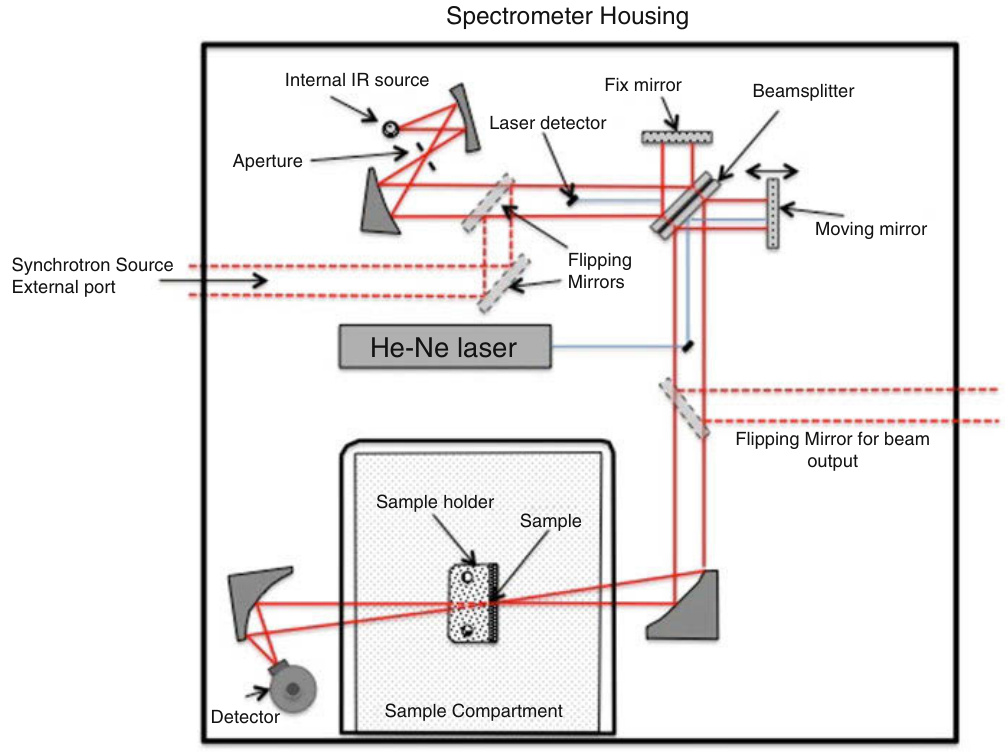 Spectrometer Housing
Internal IR source
Fix mirror
Beamsplitter
Laser detector
Aperture
Moving mirror
Synchrotron Source
External port
Flipping
Mirrors
He-Ne laser
Flipping Mirror for beam
output
Sample holder
Sample
Detector
Sample Compartment